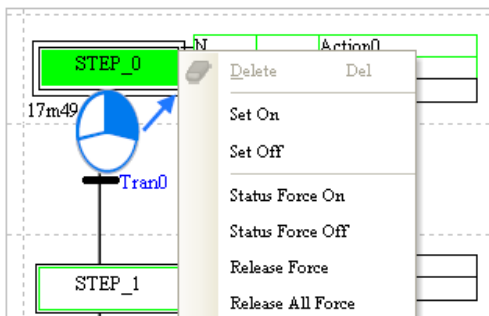 N Action0
STEP_0
Delete Del
17m49
Set On
Set Off
Tran0
Status Force On
Status Force Off
Release Force
STEP_1
Release All Force